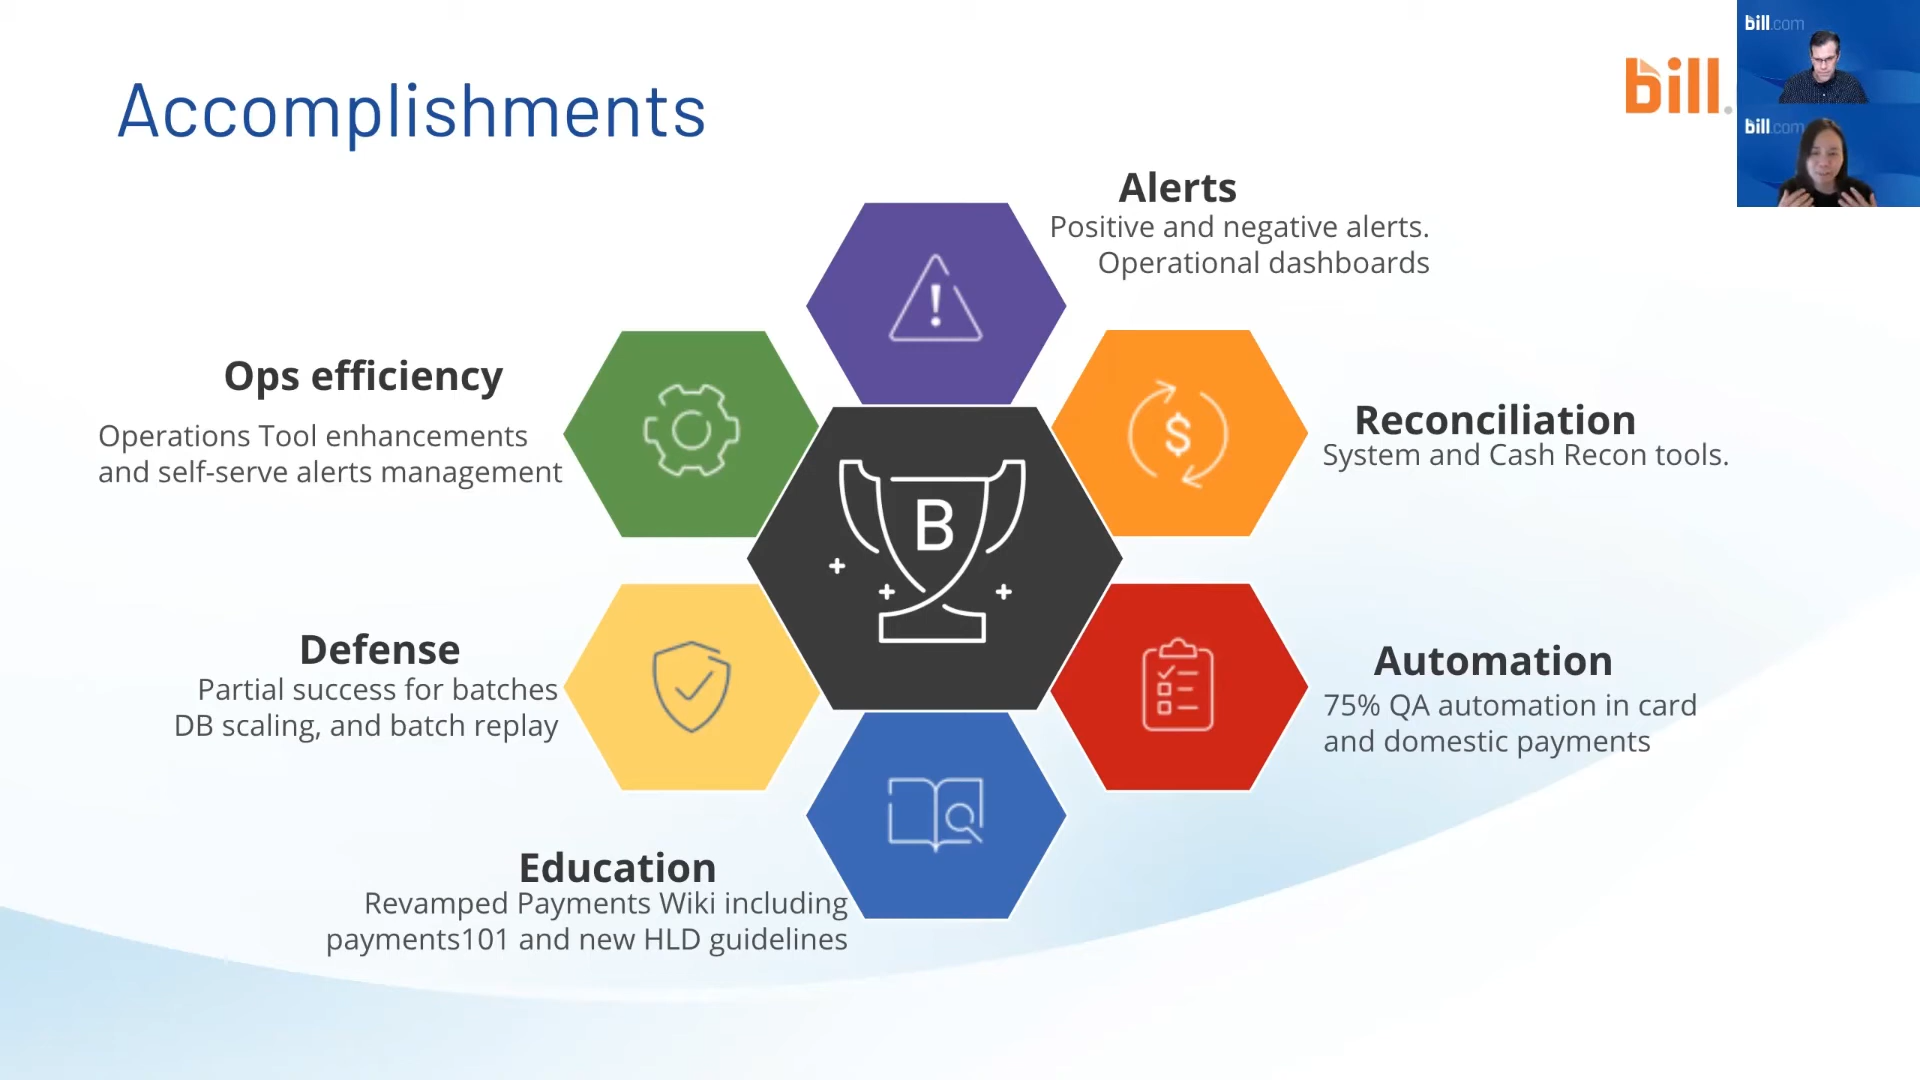 Accomplishments
bill.
bill.com
bill.com
Alerts
Positive and negative alerts.
Operational dashboards
Ops efficiency
Operations Tool enhancements
and self-serve alerts management
Reconciliation
System and Cash Recon tools.
B
Defense
Partial success for batches
DB scaling, and batch replay
Automation
75% QA automation in card
and domestic payments
Education
Revamped Payments Wiki including
payments101 and new HLD guidelines